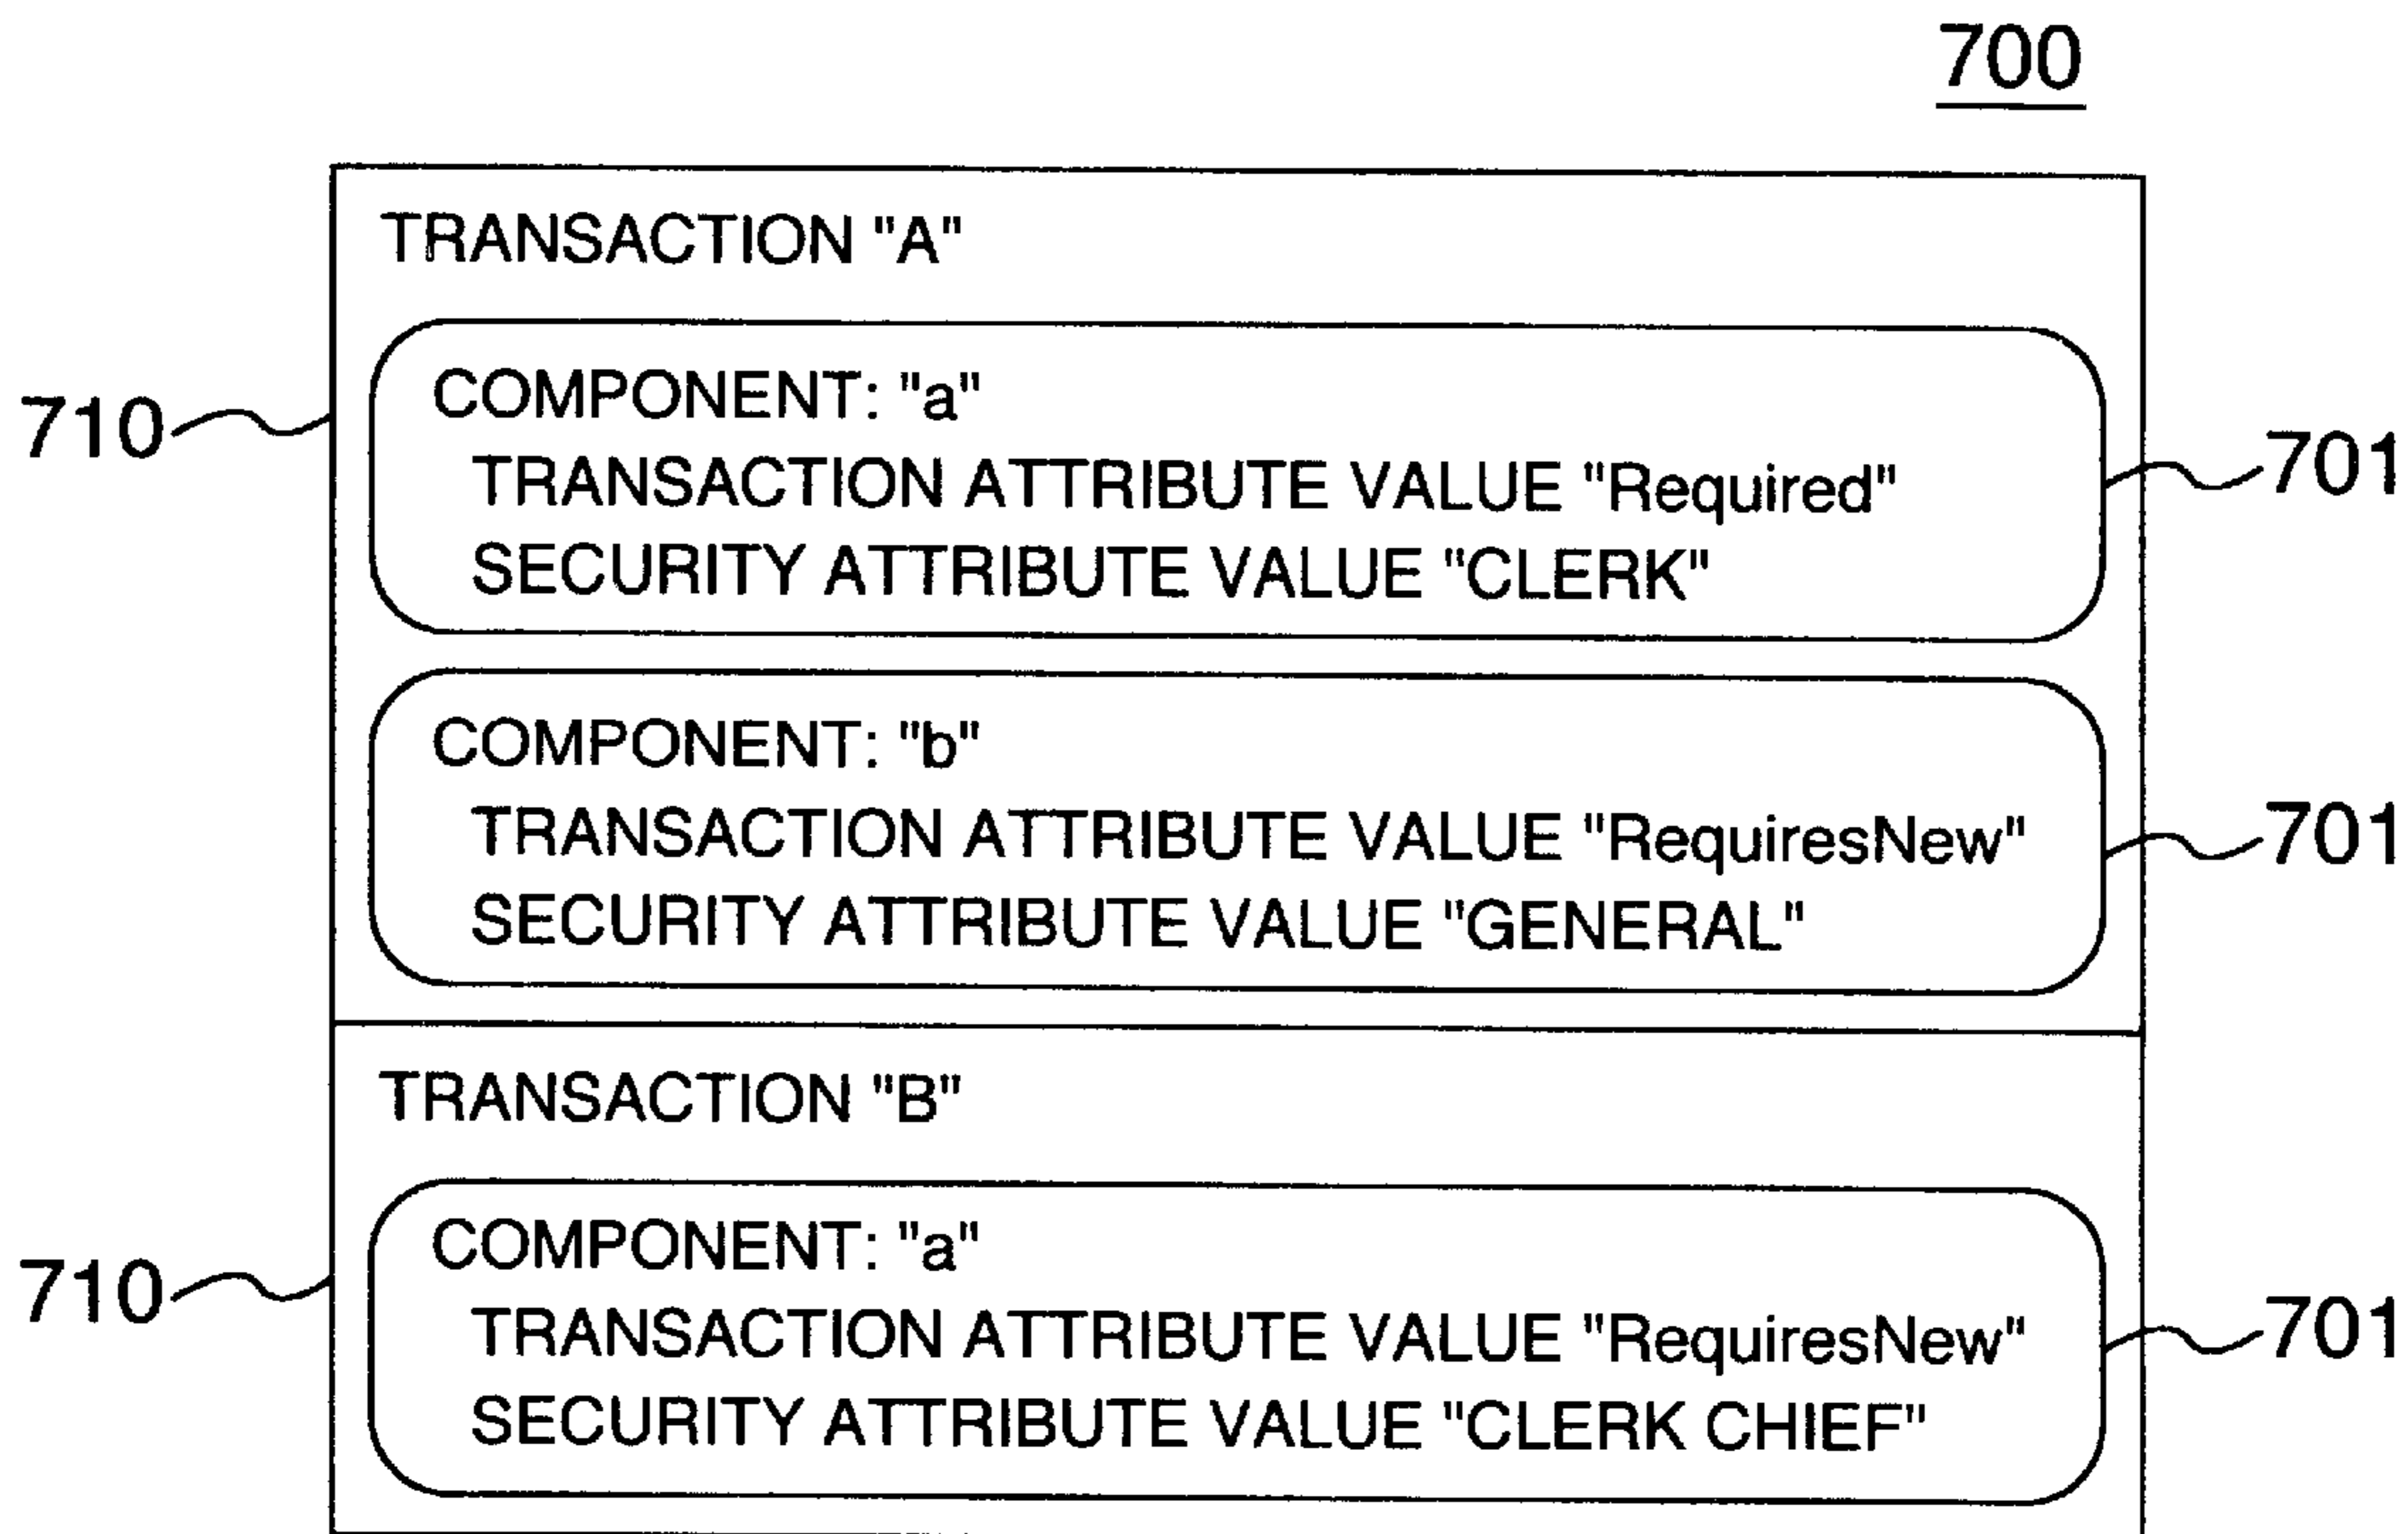 700
TRANSACTION "A"
COMPONENT: "a"
710
TRANSACTION ATTRIBUTE VALUE "Required"
701
SECURITY ATTRIBUTE VALUE "CLERK"
COMPONENT: "b"
TRANSACTION ATTRIBUTE VALUE "RequiresNew"
701
SECURITY ATTRIBUTE VALUE "GENERAL"
TRANSACTION "B"
COMPONENT: "a"
710
TRANSACTION ATTRIBUTE VALUE "RequiresNew"
701
SECURITY ATTRIBUTE VALUE "CLERK CHIEF"